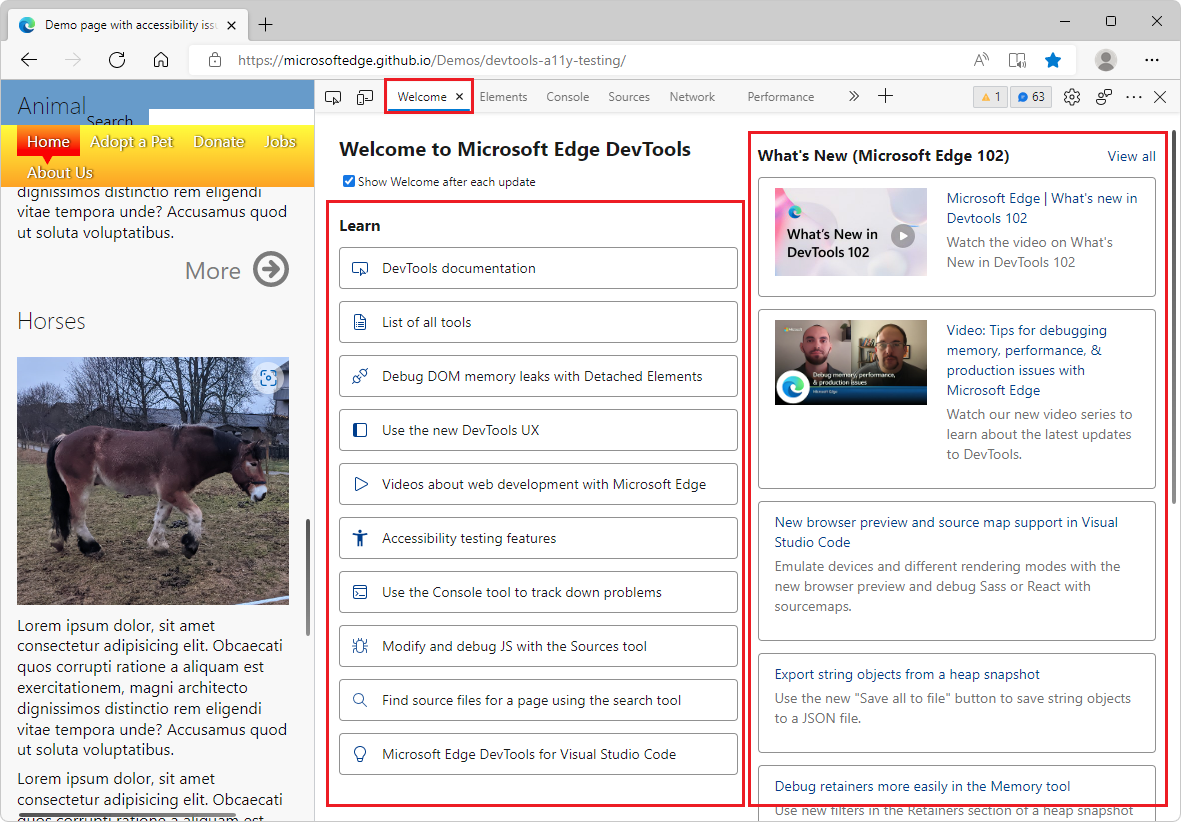 Demo page with accessibility iss
https://microsoftedge.github.io/Demos/devtools-a11y-testing/
Animal
Search
Home
Adopt a Pet
Donate
Jobs
About Us
dignissimos distinctio rem eligendi
vitae tempora unde? Accusamus quod
ut soluta voluptatibus.
More
Horses
Lorem ipsum dolor, sit amet
consectetur adipisicing elit. Obcaecati
quos corrupti ratione a aliquam est
exercitationem, magni architecto
dignissimos distinctio rem eligendi
vitae tempora unde? Accusamus quod
ut soluta voluptatibus.
Lorem ipsum dolor, sit amet
consectetur adipisicing elit. Obcaecati
quos corrupti ratione a aliquam est
Welcome
Elements
Console
Sources
Network
Performance
1
63
Welcome to Microsoft Edge DevTools
Show Welcome after each update
Learn
DevTools documentation
List of all tools
Debug DOM memory leaks with Detached Elements
Use the new DevTools UX
Videos about web development with Microsoft Edge
Accessibility testing features
Use the Console tool to track down problems
Modify and debug JS with the Sources tool
Find source files for a page using the search tool
Microsoft Edge DevTools for Visual Studio Code
What's New (Microsoft Edge 102)
View all
What's New in
DevTools 102
Microsoft Edge | What's new in
Devtools 102
Watch the video on What's
New in DevTools 102
Microsoft
Debug memory, performance,
& production issues
Microsoft Edge
Video: Tips for debugging
memory, performance, &
production issues with
Microsoft Edge
Watch our new video series to
learn about the latest updates
to DevTools.
New browser preview and source map support in Visual
Studio Code
Emulate devices and different rendering modes with the
new browser preview and debug Sass or React with
sourcemaps.
Export string objects from a heap snapshot
Use the new "Save all to file" button to save string objects
to a JSON file.
Debug retainers more easily in the Memory tool
Use new filters in the Retainers section of a heap snapshot